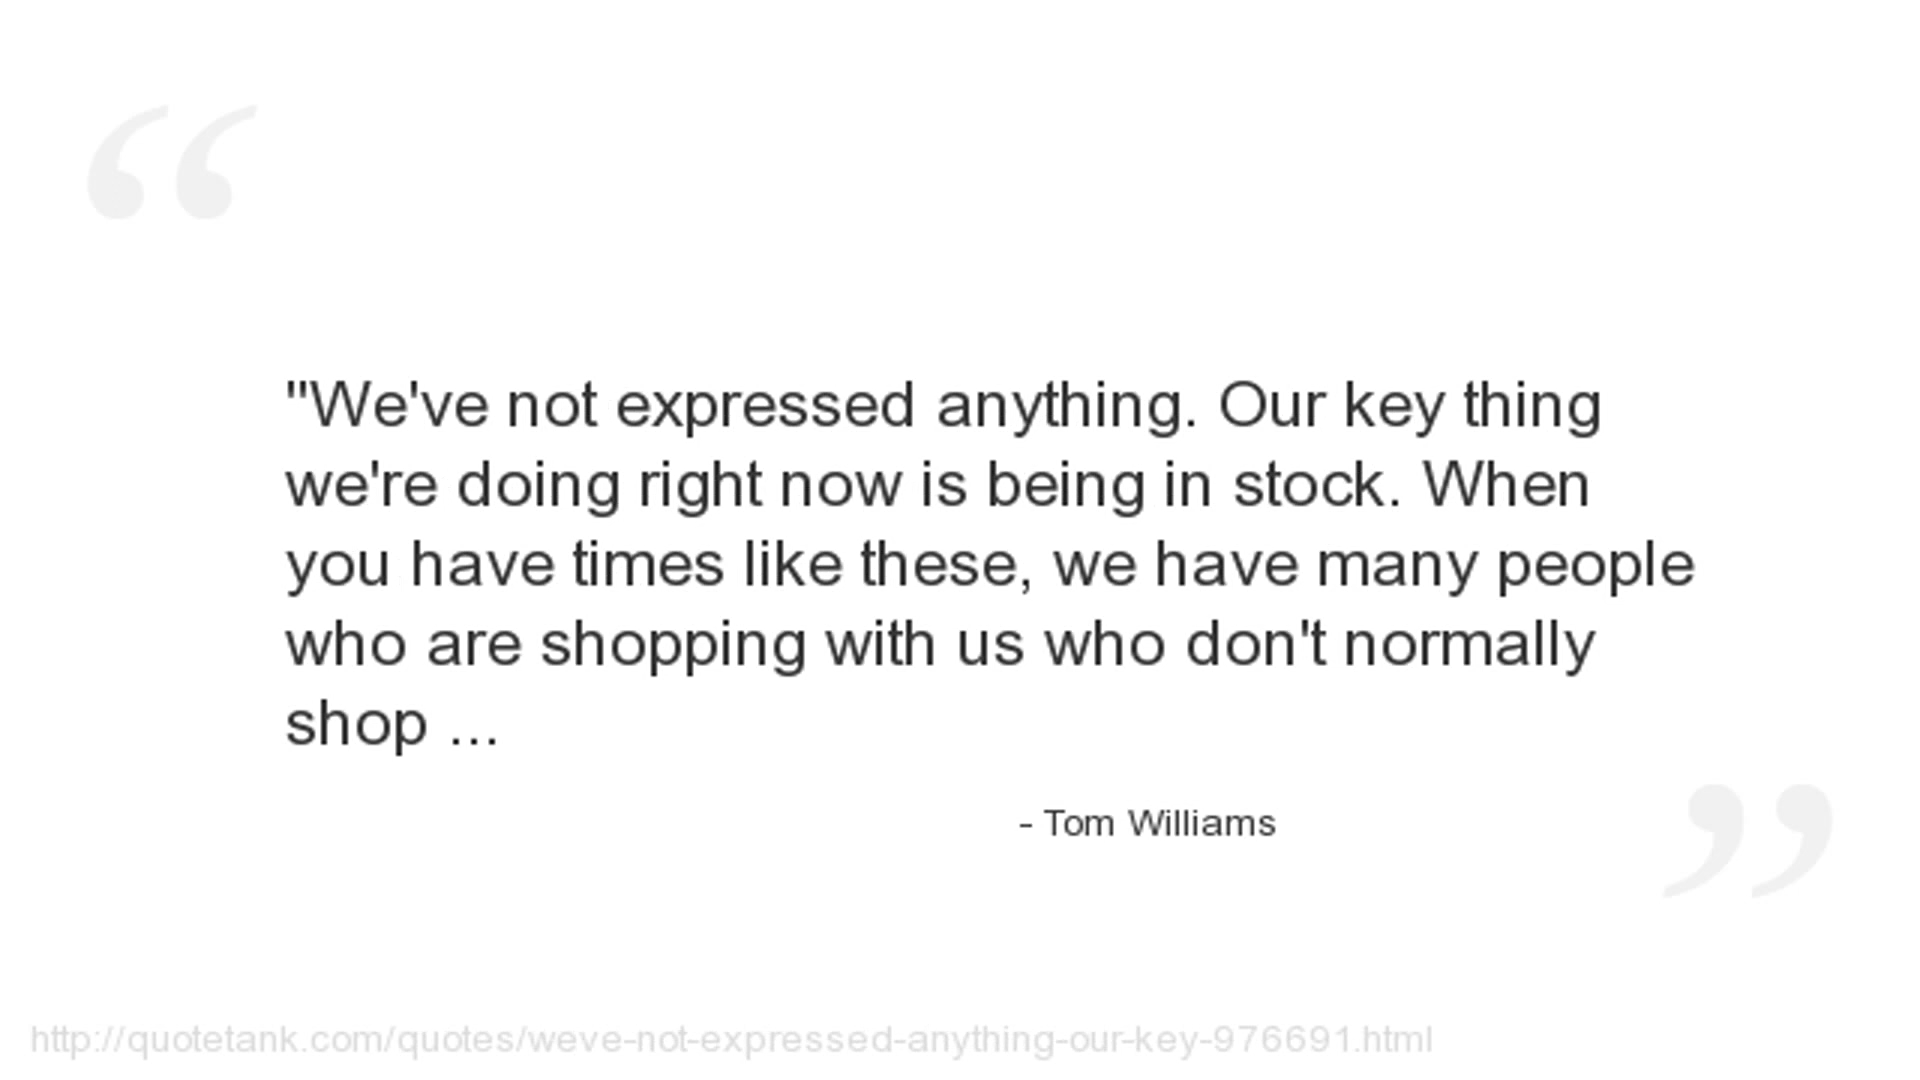 "We've not expressed anything. Our key thing
we're doing right now is being in stock. When
you have times like these, we have many people
who are shopping with us who don't normally
shop ...
- Tom Williams
http://quotetank.com/quotes/weve-not-expressed-anything-our-key-976691.html